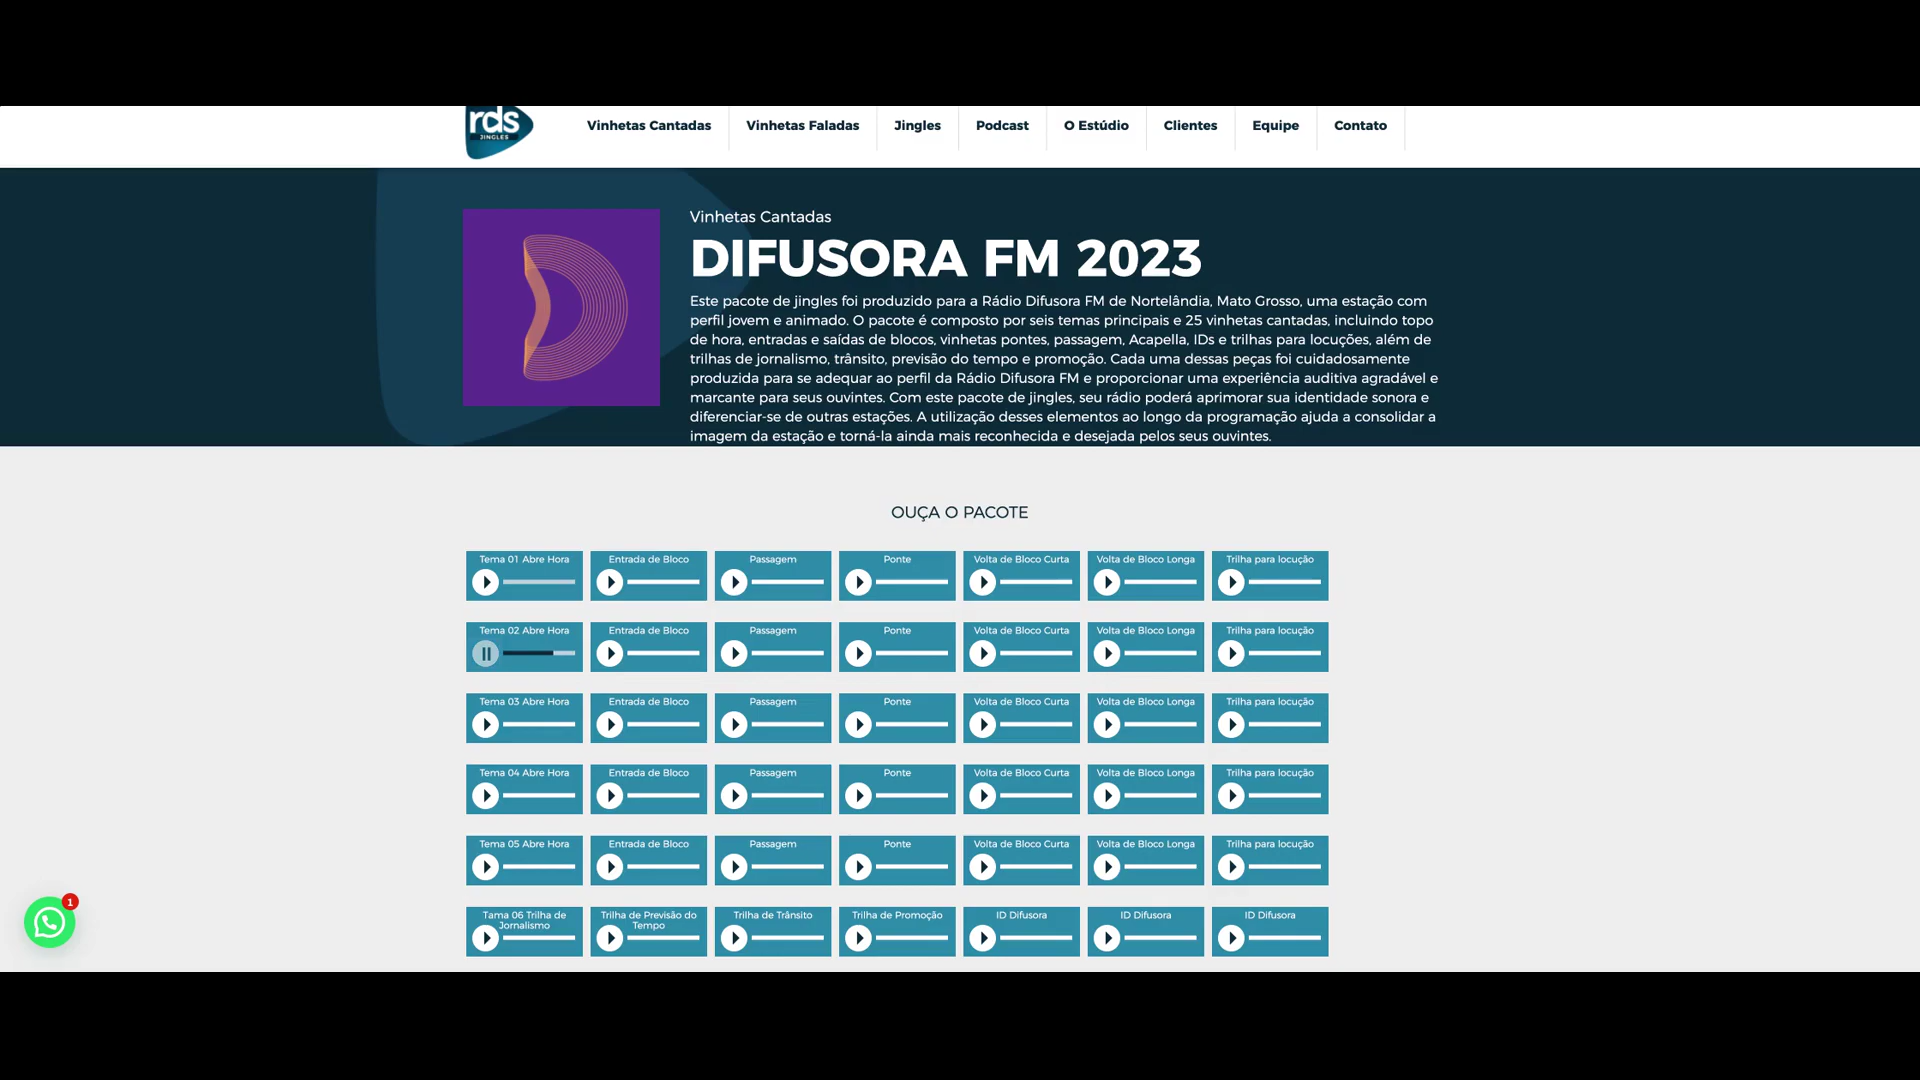 rds
JINGLES
Vinhetas Cantadas
Vinhetas Faladas
Jingles
Podcast
O Estúdio
Clientes
Equipe
Contato
Vinhetas Cantadas
DIFUSORA FM 2023
Este pacote de jingles foi produzido para a Rádio Difusora FM de Nortelândia, Mato Grosso, uma estação com
perfil jovem e animado. O pacote é composto por seis temas principais e 25 vinhetas cantadas, incluindo topo
de hora, entradas e saídas de blocos, vinhetas pontes, passagem, Acapella, IDs e trilhas para locuções, além de
trilhas de jornalismo, trânsito, previsão do tempo e promoção. Cada uma dessas peças foi cuidadosamente
produzida para se adequar ao perfil da Rádio Difusora FM e proporcionar uma experiência auditiva agradável e
marcante para seus ouvintes. Com este pacote de jingles, seu rádio poderá aprimorar sua identidade sonora e
diferenciar-se de outras estações. A utilização desses elementos ao longo da programação ajuda a consolidar a
imagem da estação e torná-la ainda mais reconhecida e desejada pelos seus ouvintes.
OUÇA O PACOTE
Tema 01 Abre Hora
Entrada de Bloco
Passagem
Ponte
Volta de Bloco Curta
Volta de Bloco Longa
Trilha para locução
Tema 02 Abre Hora
Entrada de Bloco
Passagem
Ponte
Volta de Bloco Curta
Volta de Bloco Longa
Trilha para locução
Tema 03 Abre Hora
Entrada de Bloco
Passagem
Ponte
Volta de Bloco Curta
Volta de Bloco Longa
Trilha para locução
Tema 04 Abre Hora
Entrada de Bloco
Passagem
Ponte
Volta de Bloco Curta
Volta de Bloco Longa
Trilha para locução
Tema 05 Abre Hora
Entrada de Bloco
Passagem
Ponte
Volta de Bloco Curta
Volta de Bloco Longa
Trilha para locução
Tama 06 Trilha de
Jornalismo
Trilha de Previsão do
Tempo
Trilha de Trânsito
Trilha de Promoção
ID Difusora
ID Difusora
ID Difusora
1